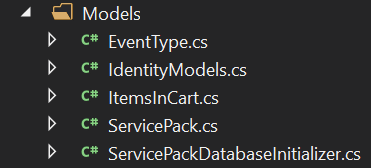 Models
C# EventType.cs
C# IdentityModels.cs
C# ItemsInCart.cs
C# ServicePack.cs
C# ServicePackDatabaseInitializer.cs